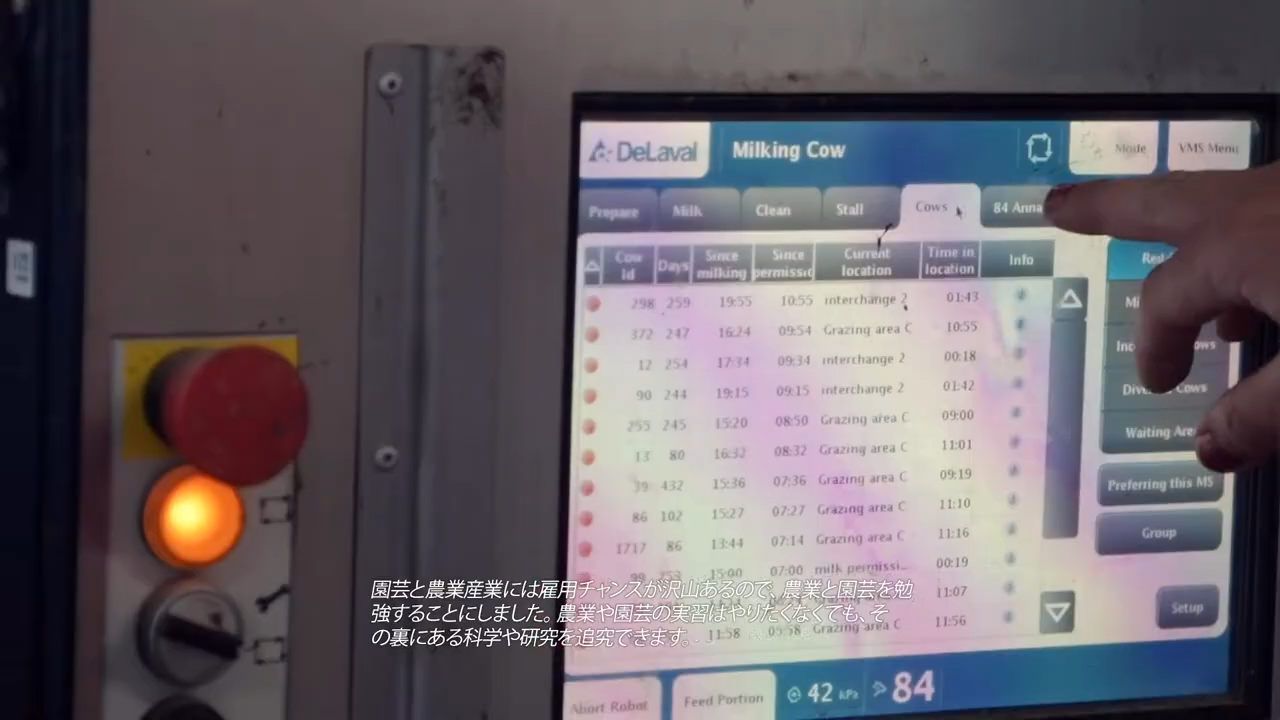 DeLaval
Milking Cow
Mode
VMS Menu
Prepare
Milk
Clean
Stall
Cows
84 Anna
Cow Id
Days
Since milking
Since
Current location
Time in location
Info
298 259 19:55 10:55 interchange 2 01:43
372 247 16:24 09:54 Grazing area C 10:55
12 254 17:34 09:34 interchange 2 00:18
90 244 19:15 09:15 interchange 2 01:42
255 245 15:20 08:50 Grazing area C 09:00
13 80 16:32 08:32 Grazing area C 11:01
39 432 15:36 07:36 Grazing area C 09:19
86 102 15:27 07:27 Grazing area C 11:10
1717 86 13:44 07:14 Grazing area C 11:16
15:00 07:00 milk permissi... 00:19
11:07
11:58 05:58 Grazing area C 11:56
Cows
Cows
Waiting
Preferring this MS
Group
Setup
園芸と農業産業には雇用チャンスが沢山あるので、農業と園芸を勉
強することにしました。農業や園芸の実習はやりたくなくても、そ
の裏にある科学や研究を追究できます。
Abort Robot
Feed Portion
42 kPa
84